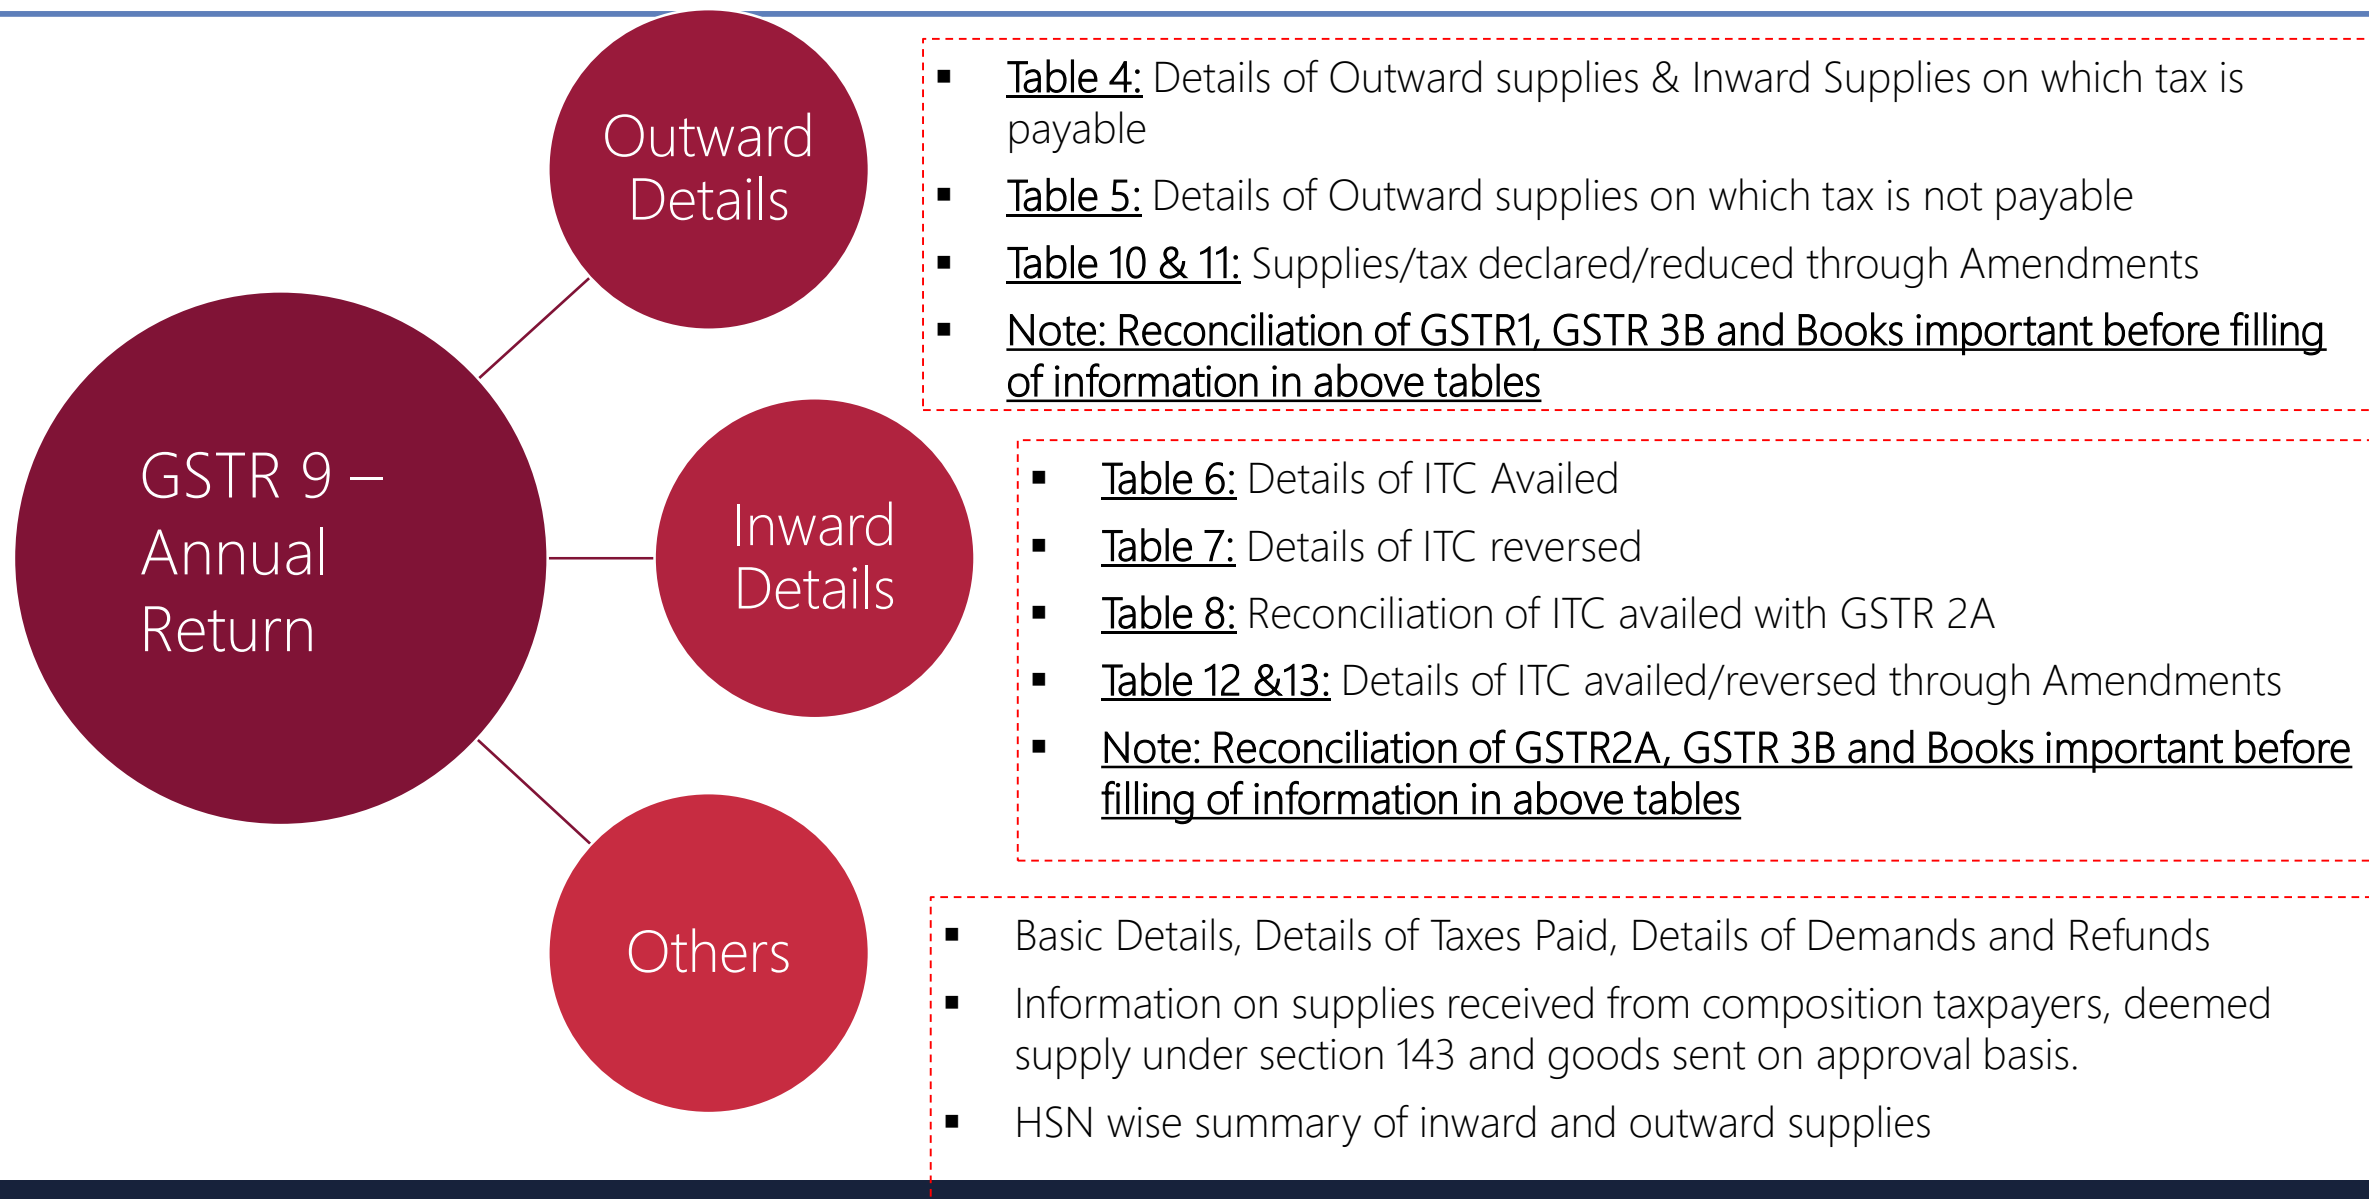 Outward
Details
Table 4: Details of Outward supplies & Inward Supplies on which tax is
payable
Table 5: Details of Outward supplies on which tax is not payable
Table 10 & 11: Supplies/tax declared/reduced through Amendments
Note: Reconciliation of GSTR1, GSTR 3B and Books important before filling
of information in above tables
GSTR 9 –
Annual
Return
Inward
Details
Table 6: Details of ITC Availed
Table 7: Details of ITC reversed
Table 8: Reconciliation of ITC availed with GSTR 2A
Table 12 &13: Details of ITC availed/reversed through Amendments
Note: Reconciliation of GSTR2A, GSTR 3B and Books important before
filling of information in above tables
Others
Basic Details, Details of Taxes Paid, Details of Demands and Refunds
Information on supplies received from composition taxpayers, deemed
supply under section 143 and goods sent on approval basis.
HSN wise summary of inward and outward supplies